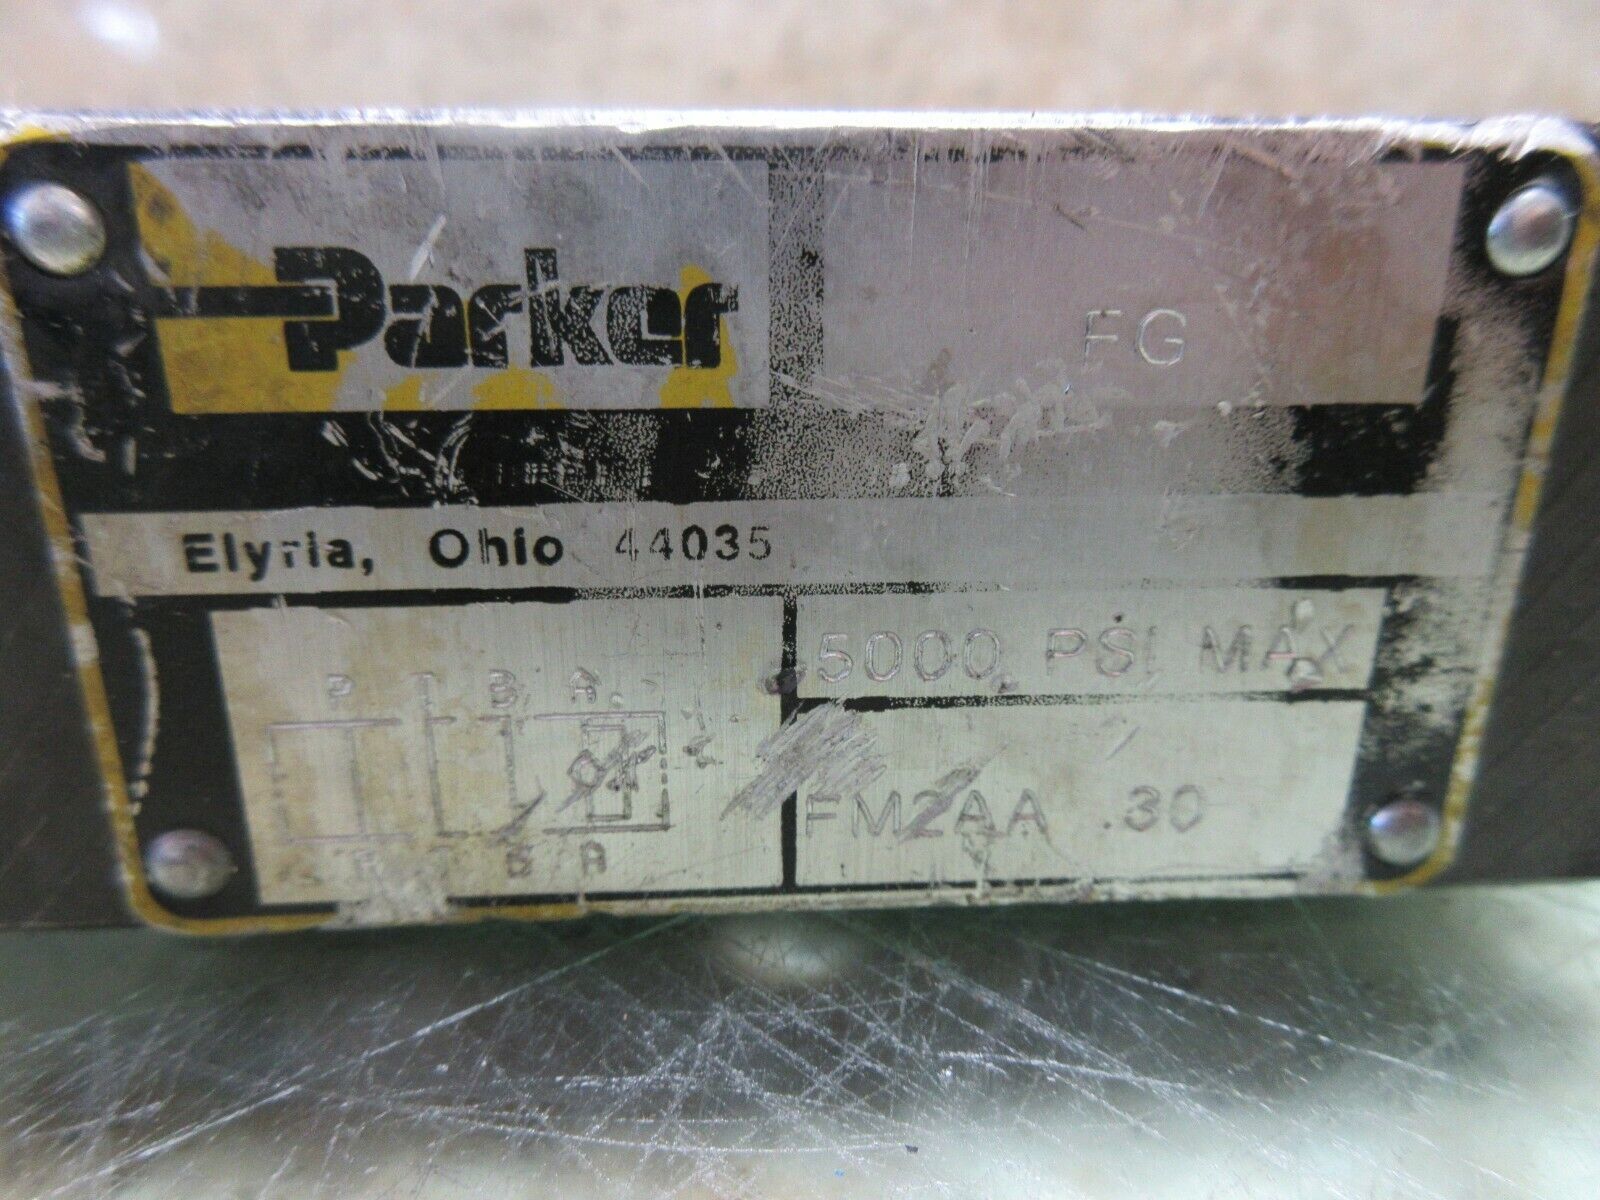 Parker
FG
Elyria, Ohio 44035
5000 PSI MAX
P T B A
FM2AA .30
B A